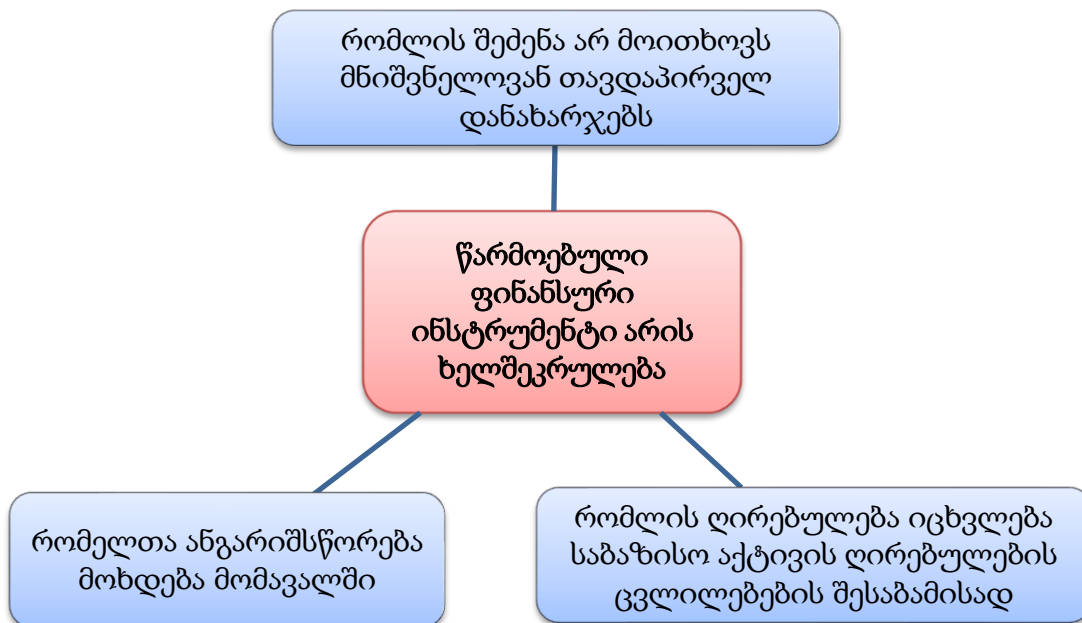 რომლის შეძენა არ მოითხოვს
მნიშვნელოვან თავდაპირველ
დანახარჯებს
წარმოებული
ფინანსური
ინსტრუმენტი არის
ხელშეკრულება
რომელთა ანგარიშსწორება
მოხდება მომავალში
რომლის ღირებულება იცხვლება
საბაზისო აქტივის ღირებულების
ცვლილებების შესაბამისად